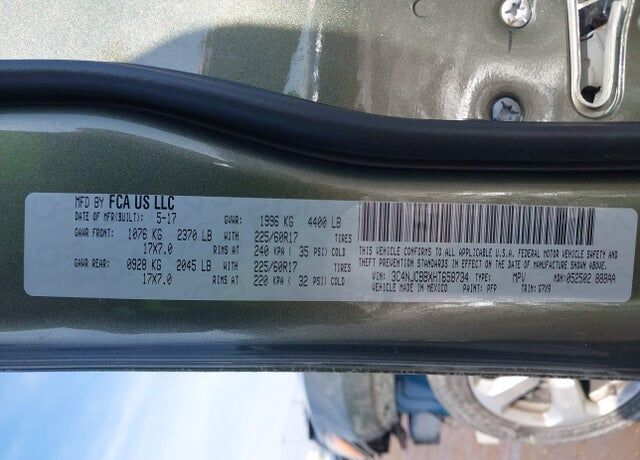 MFD BY FCA US LLC
DATE OF MFR(BUILT): 5-17 GVWR: 1996 KG 4400 LB
GAWR FRONT: 1076 KG 2370 LB WITH 225/60R17 TIRES
17X7.0 RIMS AT 240 KPA ( 35 PSI) COLD
GAWR REAR: 0928 KG 2045 LB WITH 225/60R17 TIRES
17X7.0 RIMS AT 220 KPA ( 32 PSI) COLD
THIS VEHICLE CONFORMS TO ALL APPLICABLE U.S.A. FEDERAL MOTOR VEHICLE SAFETY AND
THEFT PREVENTION STANDARDS IN EFFECT ON THE DATE OF MANUFACTURE SHOWN ABOVE.
VIN: 3C4NJCBBXHT658734 TYPE: MPV MDH: 052502 888AA
VEHICLE MADE IN MEXICO PAINT: PFP TRIM: G7X9